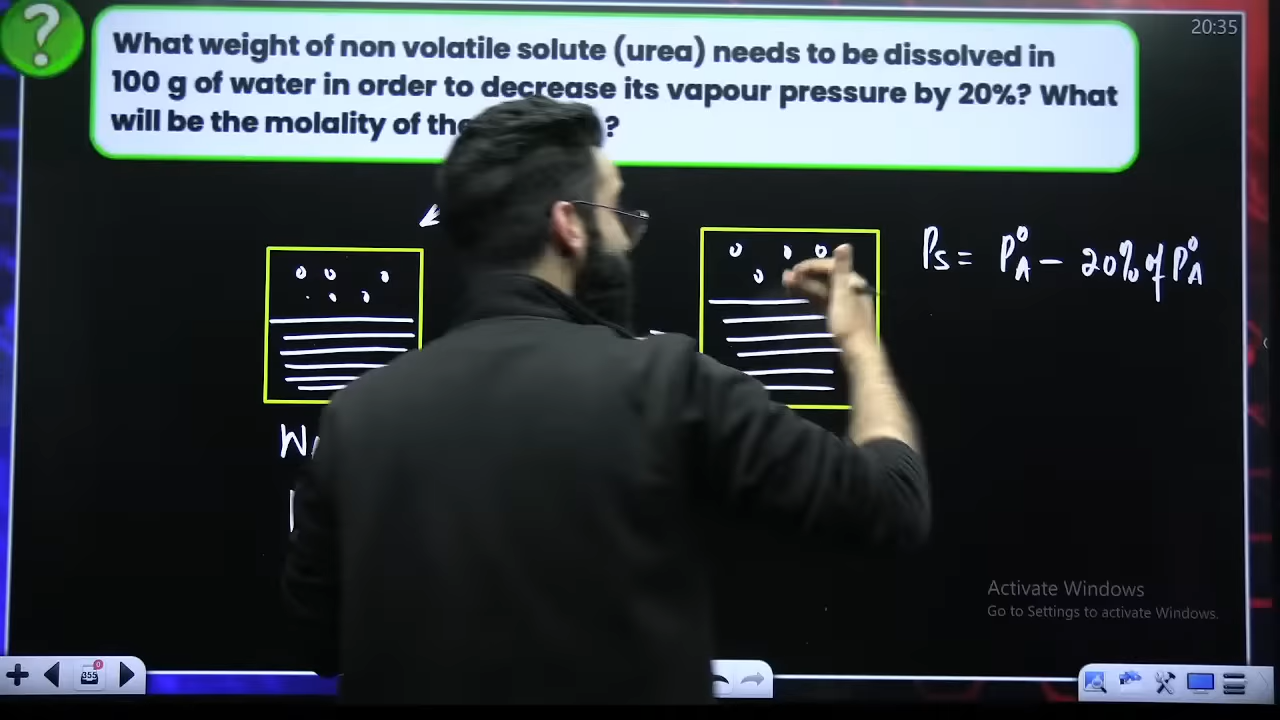 ?
20:35
What weight of non volatile solute (urea) needs to be dissolved in
100 g of water in order to decrease its vapour pressure by 20%? What
will be the molality of the ?
Ps = P°A - 20% of P°A
Activate Windows
Go to Settings to activate Windows.
355